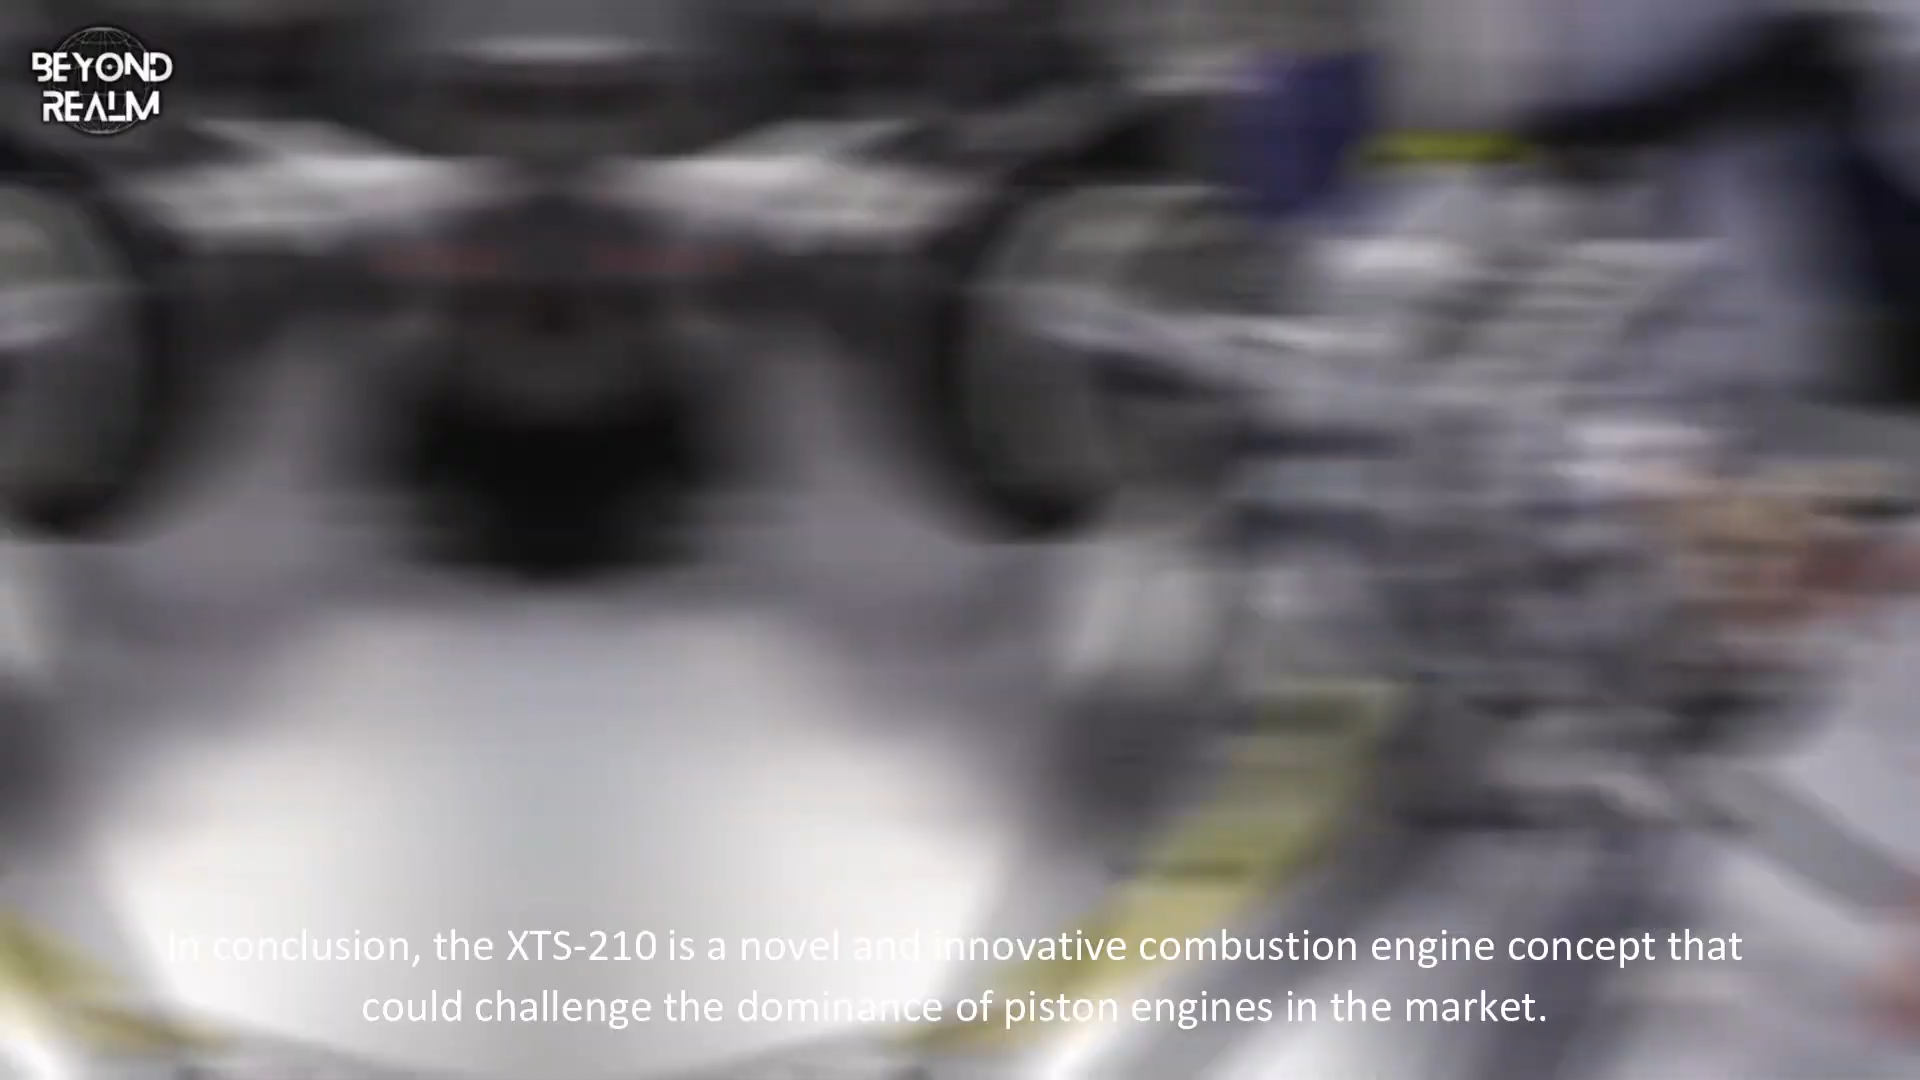 BEYOND
REALM
In conclusion, the XTS-210 is a novel and innovative combustion engine concept that
could challenge the dominance of piston engines in the market.